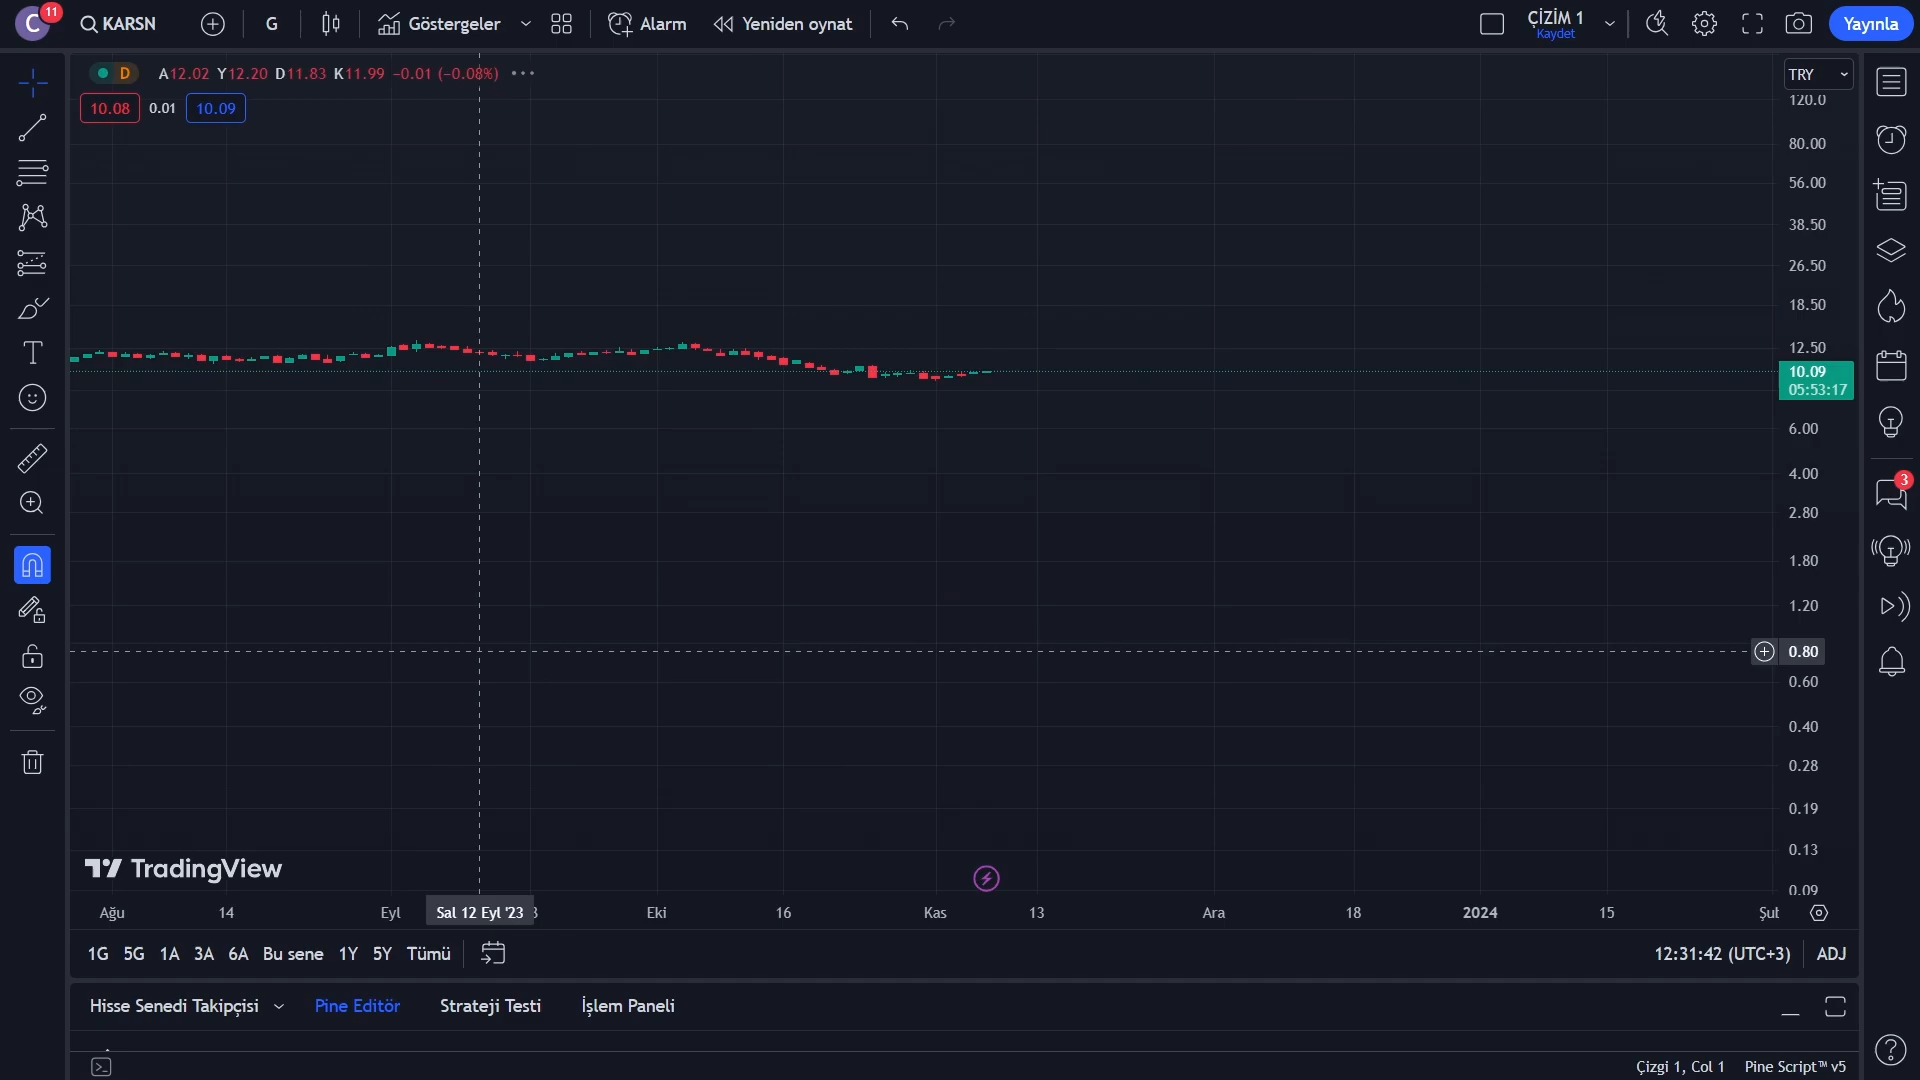 C
11
KARSN
G
Göstergeler
Alarm
Yeniden oynat
ÇİZİM 1
Kaydet
Yayınla
D A12.02 Y12.20 D11.83 K11.99 −0.01 (−0.08%)
10.08 0.01 10.09
TRY
120.0
80.00
56.00
38.50
26.50
18.50
12.50
10.09
05:53:17
6.00
4.00
2.80
1.80
1.20
0.80
0.60
0.40
0.28
0.19
0.13
0.09
3
TradingView
Ağu 14 Eyl Sal 12 Eyl '23 Eki 16 Kas 13 Ara 18 2024 15 Şut
1G 5G 1A 3A 6A Bu sene 1Y 5Y Tümü
12:31:42 (UTC+3) ADJ
Hisse Senedi Takipçisi Pine Editör Strateji Testi İşlem Paneli
Çizgi 1, Col 1 Pine Script™ v5